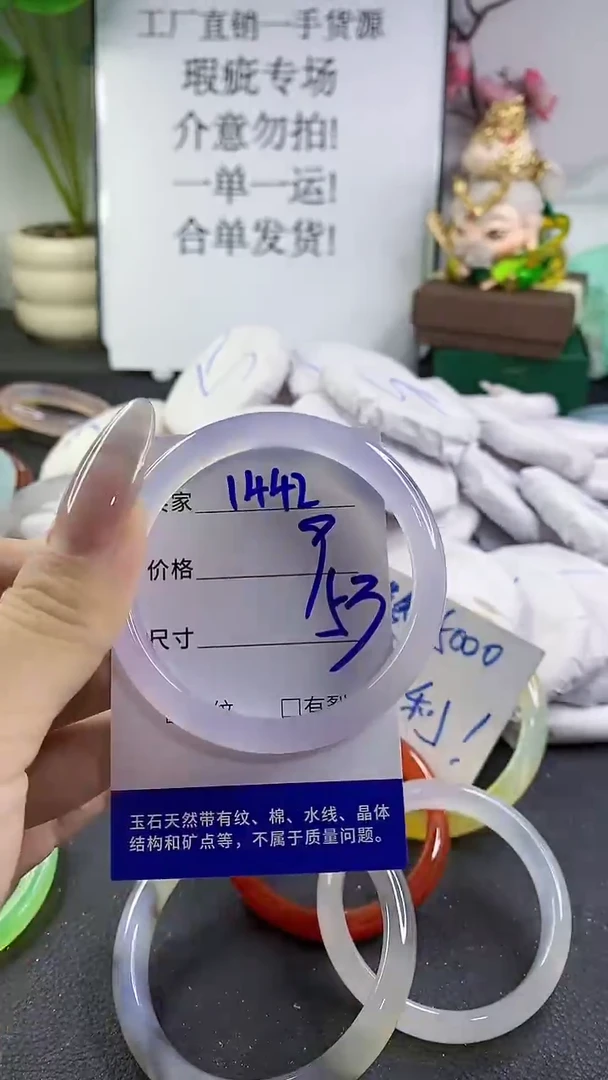 工厂直销一手货源
瑕疵专场
介意勿拍!
一单一运!
合单发货!
家 1442
价格
尺寸 53
纹 □有裂
5000
利!
玉石天然带有纹、棉、水线、晶体
结构和矿点等，不属于质量问题。